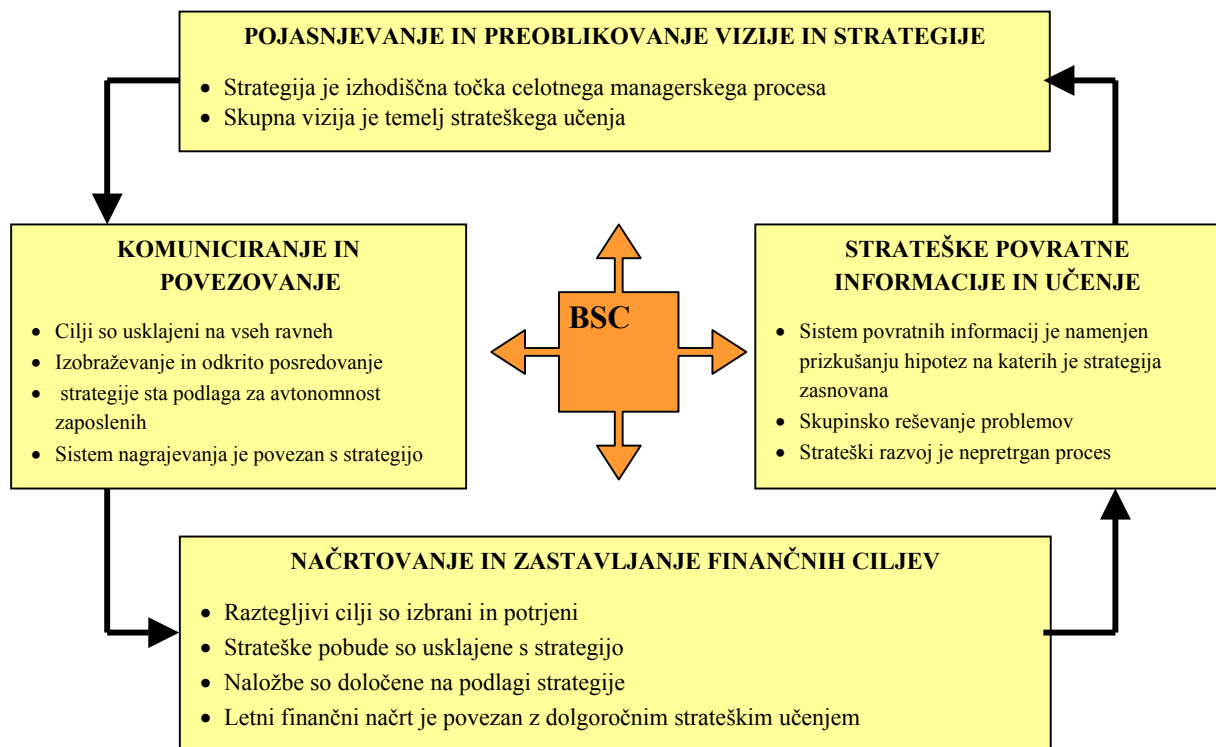 POJASNJEVANJE IN PREOBLIKOVANJE VIZIJE IN STRATEGIJE
• Strategija je izhodiščna točka celotnega managerskega procesa
• Skupna vizija je temelj strateškega učenja
KOMUNICIRANJE IN
POVEZOVANJE
• Cilji so usklajeni na vseh ravneh
• Izobraževanje in odkrito posredovanje
• strategije sta podlaga za avtonomnost
zaposlenih
• Sistem nagrajevanja je povezan s strategijo
BSC
STRATEŠKE POVRATNE
INFORMACIJE IN UČENJE
• Sistem povratnih informacij je namenjen
prizkušanju hipotez na katerih je strategija
zasnovana
• Skupinsko reševanje problemov
• Strateški razvoj je nepretrgan proces
NAČRTOVANJE IN ZASTAVLJANJE FINANČNIH CILJEV
• Raztegljivi cilji so izbrani in potrjeni
• Strateške pobude so usklajene s strategijo
• Naložbe so določene na podlagi strategije
• Letni finančni načrt je povezan z dolgoročnim strateškim učenjem